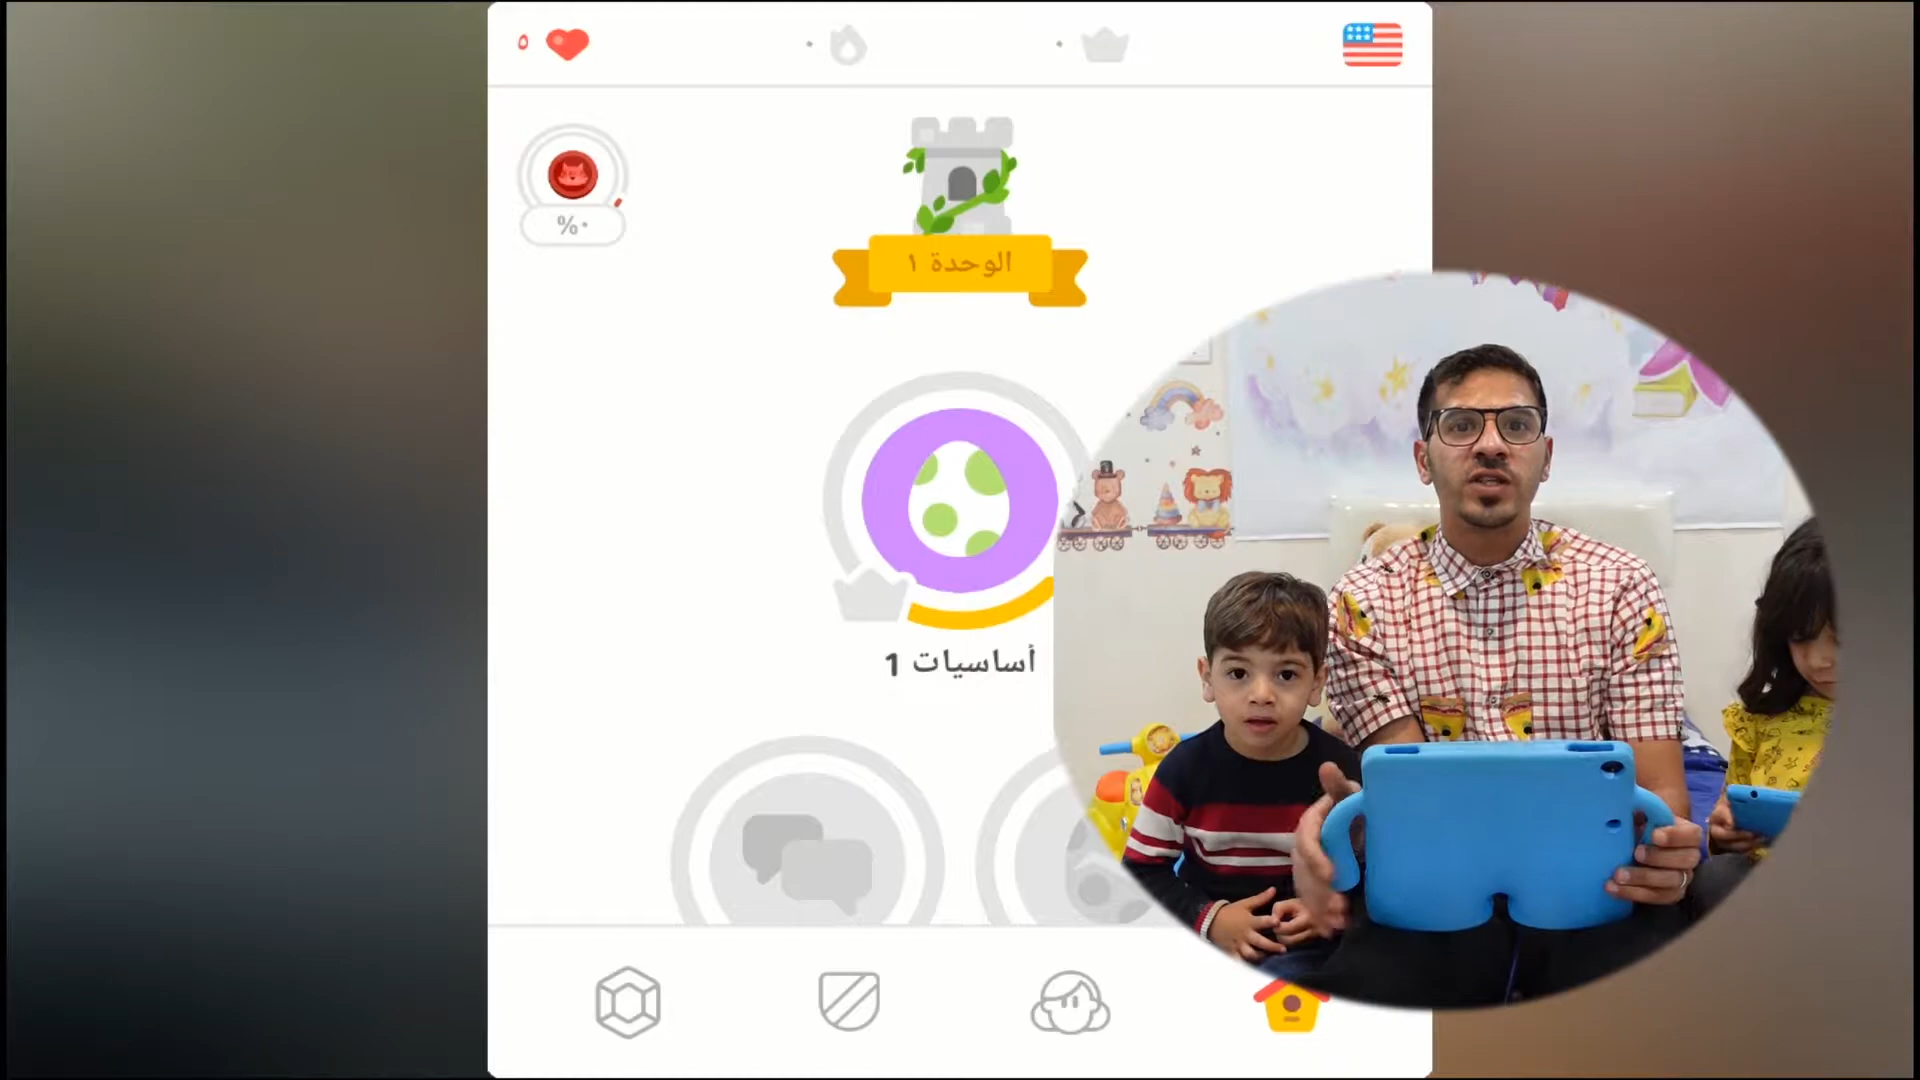 ٥
٠
٠
%٠
الوحدة ١
أساسيات 1